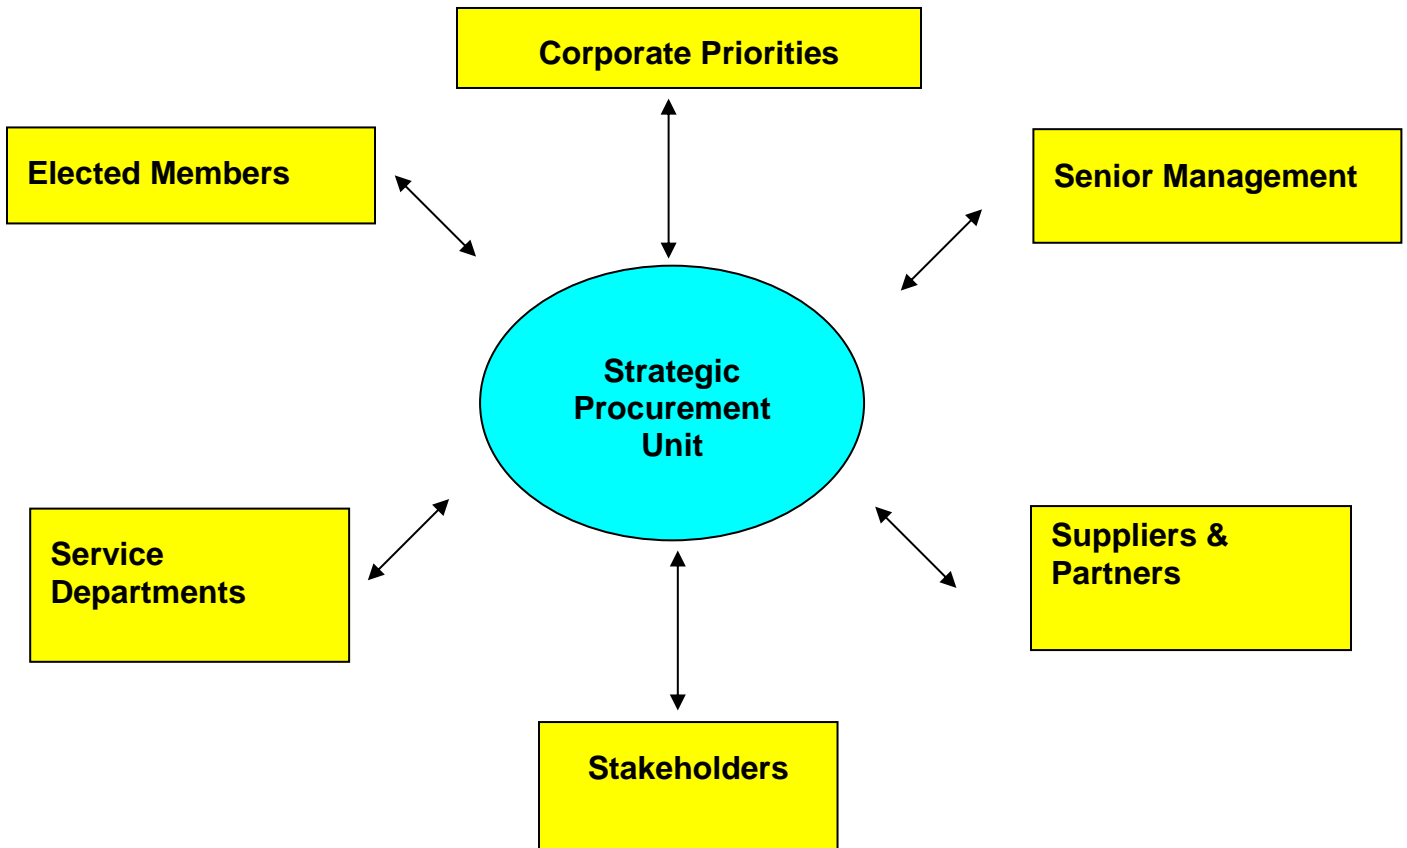 Corporate Priorities
Elected Members
Senior Management
Strategic
Procurement
Unit
Service
Departments
Suppliers &
Partners
Stakeholders